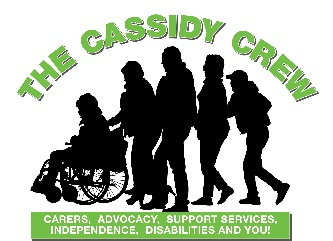 THE CASSIDY CREW
CARERS, ADVOCACY, SUPPORT SERVICES,
INDEPENDENCE, DISABILITIES AND YOU!